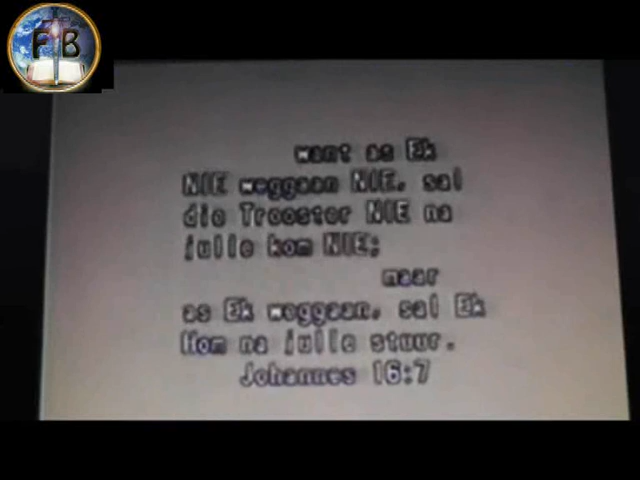 FB
want as Ek
NIE weggaan NIE, sal
die Trooster NIE na
julle kom NIE;
maar
as Ek weggaan, sal Ek
Hom na julle stuur.
Johannes 16:7